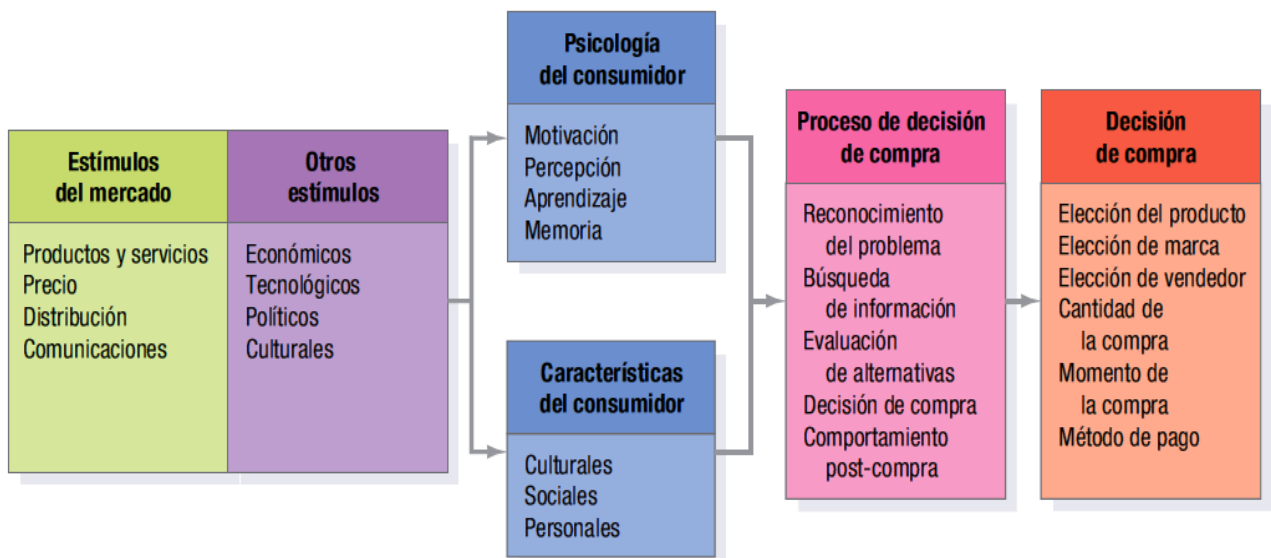 Estímulos
del mercado
Productos y servicios
Precio
Distribución
Comunicaciones
Otros
estímulos
Económicos
Tecnológicos
Políticos
Culturales
Psicología
del consumidor
Motivación
Percepción
Aprendizaje
Memoria
Características
del consumidor
Culturales
Sociales
Personales
Proceso de decisión
de compra
Reconocimiento
del problema
Búsqueda
de información
Evaluación
de alternativas
Decisión de compra
Comportamiento
post-compra
Decisión
de compra
Elección del producto
Elección de marca
Elección de vendedor
Cantidad de
la compra
Momento de
la compra
Método de pago